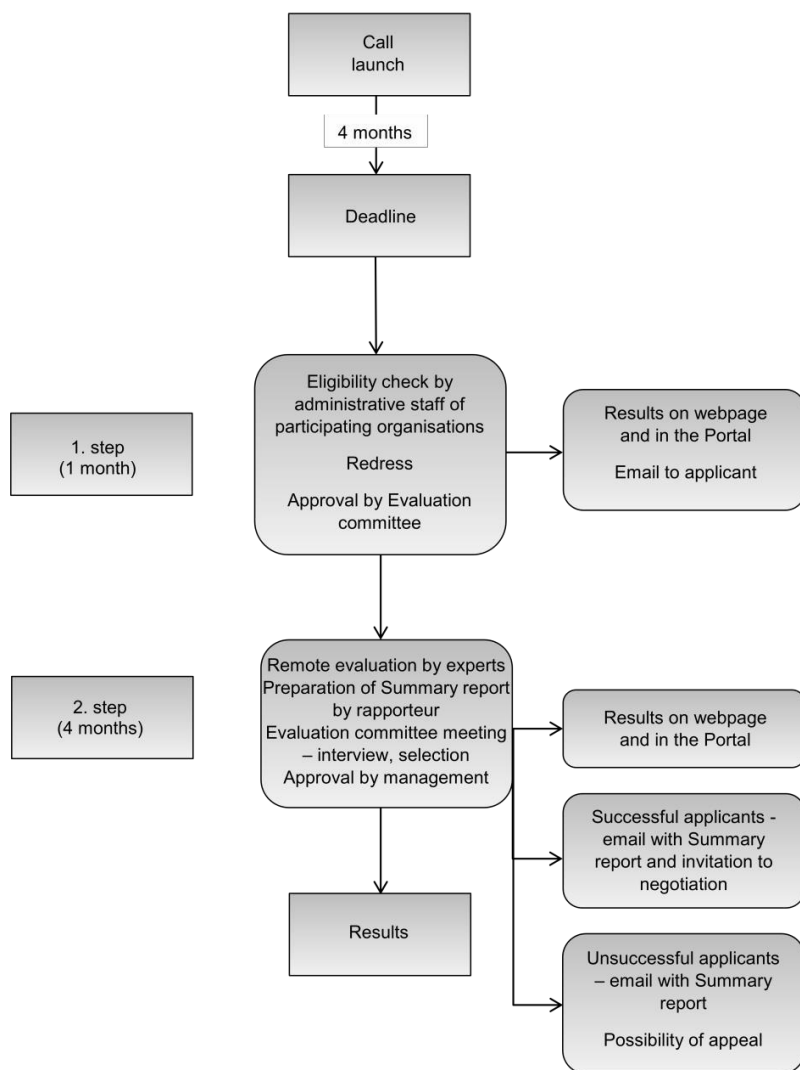 Call
launch
4 months
Deadline
Eligibility check by
administrative staff of
participating organisations
Redress
Approval by Evaluation
committee
Results on webpage
and in the Portal
Email to applicant
1. step
(1 month)
Remote evaluation by experts
Preparation of Summary report
by rapporteur
Evaluation committee meeting
– interview, selection
Approval by management
2. step
(4 months)
Results on webpage
and in the Portal
Successful applicants -
email with Summary
report and invitation to
negotiation
Results
Unsuccessful applicants
– email with Summary
report
Possibility of appeal